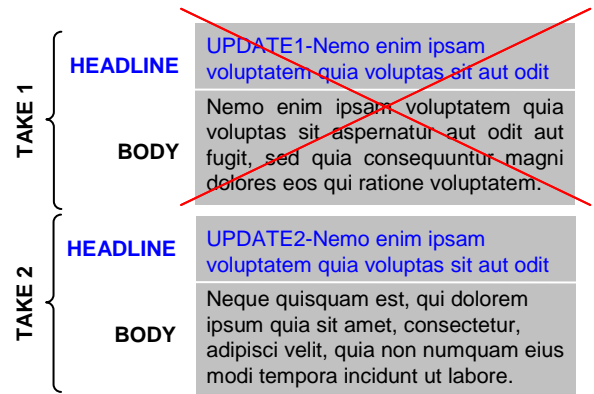 TAKE 1
HEADLINE
UPDATE1-Nemo enim ipsam
voluptatem quia voluptas sit aut odit
BODY
Nemo enim ipsam voluptatem quia
voluptas sit aspernatur aut odit aut
fugit, sed quia consequuntur magni
dolores eos qui ratione voluptatem.
TAKE 2
HEADLINE
UPDATE2-Nemo enim ipsam
voluptatem quia voluptas sit aut odit
BODY
Neque quisquam est, qui dolorem
ipsum quia sit amet, consectetur,
adipisci velit, quia non numquam eius
modi tempora incidunt ut labore.